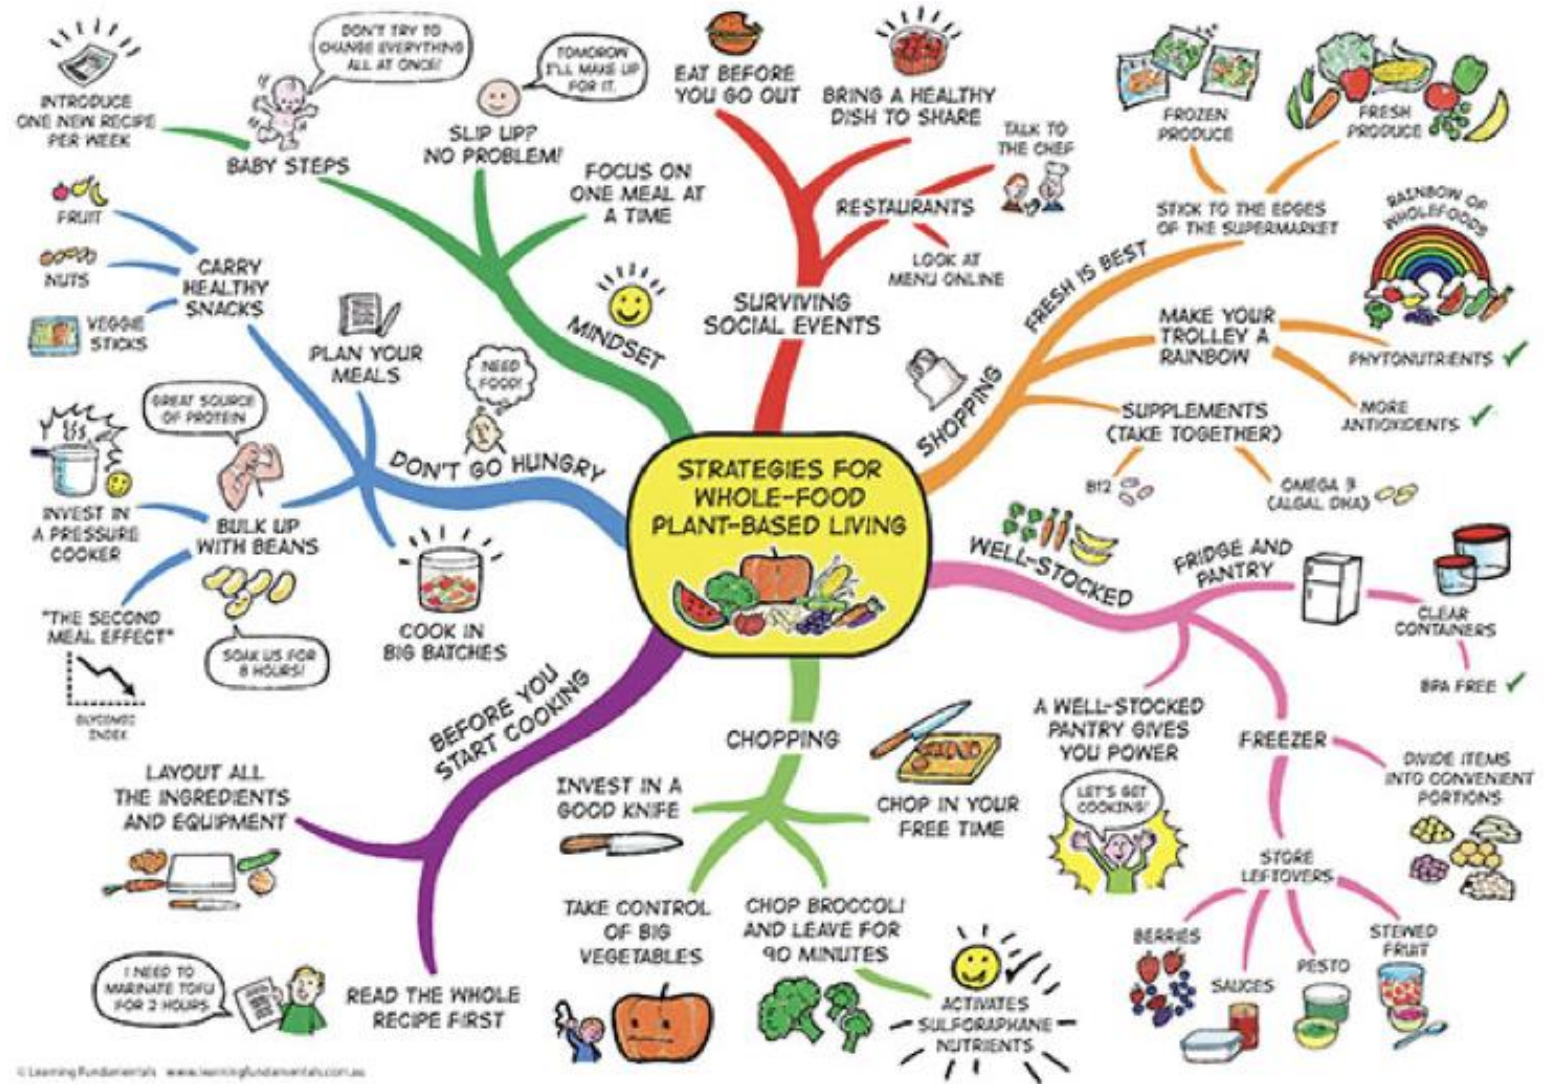 STRATEGIES FOR
WHOLE-FOOD
PLANT-BASED LIVING
MINDSET
BABY STEPS
DON'T TRY TO
CHANGE EVERYTHING
ALL AT ONCE!
INTRODUCE
ONE NEW RECIPE
PER WEEK
SLIP UP?
NO PROBLEM!
TOMOROW
I'LL MAKE UP
FOR IT.
FOCUS ON
ONE MEAL AT
A TIME
SURVIVING
SOCIAL EVENTS
EAT BEFORE
YOU GO OUT
BRING A HEALTHY
DISH TO SHARE
RESTAURANTS
TALK TO
THE CHEF
LOOK AT
MENU ONLINE
SHOPPING
FRESH IS BEST
STICK TO THE EDGES
OF THE SUPERMARKET
FROZEN
PRODUCE
FRESH
PRODUCE
MAKE YOUR
TROLLEY A
RAINBOW
RAINBOW OF
WHOLEFOODS
PHYTONUTRIENTS
MORE
ANTIOXIDENTS
SUPPLEMENTS
(TAKE TOGETHER)
B12
OMEGA 3
(ALGAL DHA)
WELL-STOCKED
FRIDGE AND
PANTRY
CLEAR
CONTAINERS
BPA FREE
A WELL-STOCKED
PANTRY GIVES
YOU POWER
LET'S GET
COOKING!
FREEZER
DIVIDE ITEMS
INTO CONVENIENT
PORTIONS
STORE
LEFTOVERS
BERRIES
SAUCES
PESTO
STEWED
FRUIT
CHOPPING
INVEST IN A
GOOD KNIFE
CHOP IN YOUR
FREE TIME
TAKE CONTROL
OF BIG
VEGETABLES
CHOP BROCCOLI
AND LEAVE FOR
90 MINUTES
ACTIVATES
SULFORAPHANE
NUTRIENTS
BEFORE YOU
START COOKING
LAYOUT ALL
THE INGREDIENTS
AND EQUIPMENT
READ THE WHOLE
RECIPE FIRST
I NEED TO
MARINATE TOFU
FOR 2 HOURS
DON'T GO HUNGRY
NEED
FOOD!
PLAN YOUR
MEALS
CARRY
HEALTHY
SNACKS
FRUIT
NUTS
VEGGIE
STICKS
BULK UP
WITH BEANS
GREAT SOURCE
OF PROTEIN
SOAK US FOR
8 HOURS!
INVEST IN
A PRESSURE
COOKER
"THE SECOND
MEAL EFFECT"
GLYCEMIC
INDEX
COOK IN
BIG BATCHES
© Learning Fundamentals www.learningfundamentals.com.au